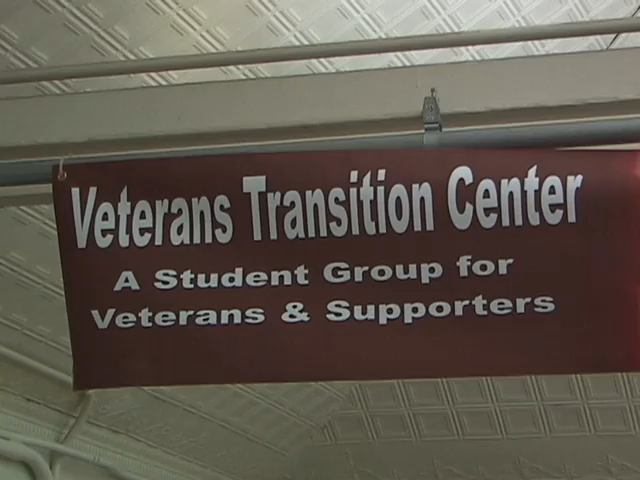 Veterans Transition Center
A Student Group for
Veterans & Supporters